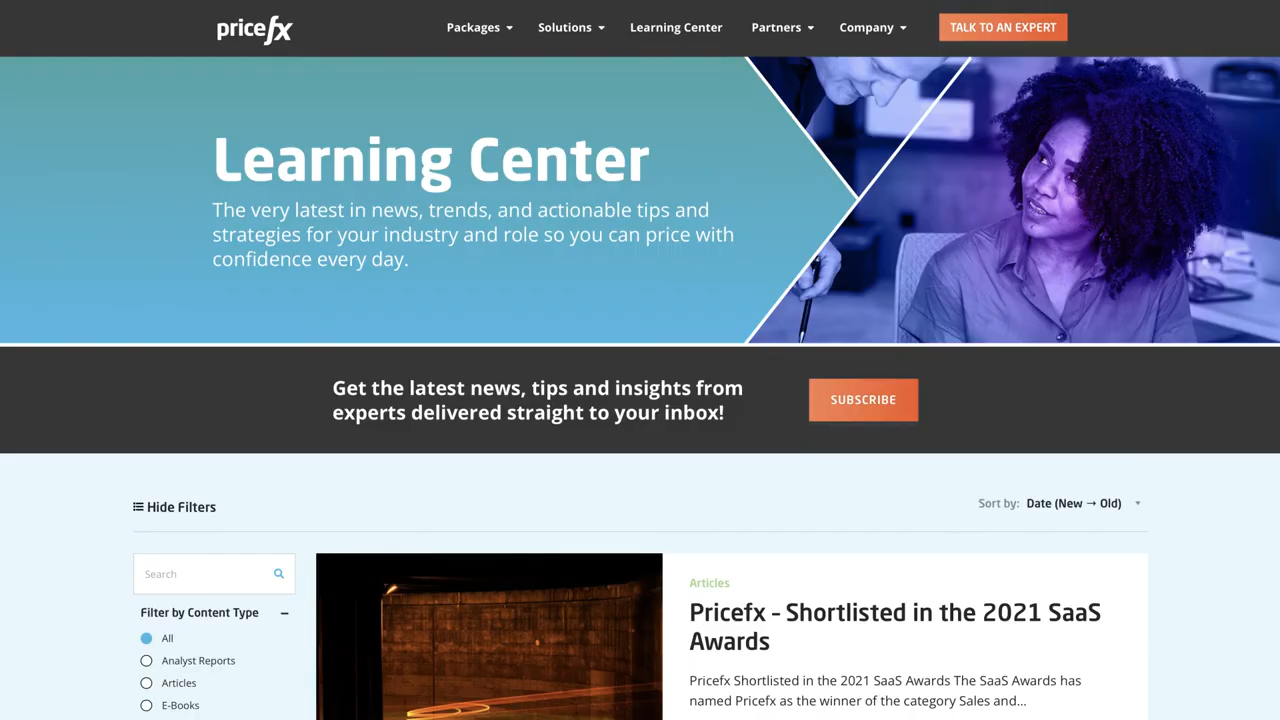 pricefx
Packages
Solutions
Learning Center
Partners
Company
TALK TO AN EXPERT
Learning Center
The very latest in news, trends, and actionable tips and
strategies for your industry and role so you can price with
confidence every day.
Get the latest news, tips and insights from
experts delivered straight to your inbox!
SUBSCRIBE
Hide Filters
Sort by: Date (New → Old)
Search
Filter by Content Type
All
Analyst Reports
Articles
E-Books
Articles
Pricefx – Shortlisted in the 2021 SaaS
Awards
Pricefx Shortlisted in the 2021 SaaS Awards The SaaS Awards has
named Pricefx as the winner of the category Sales and...